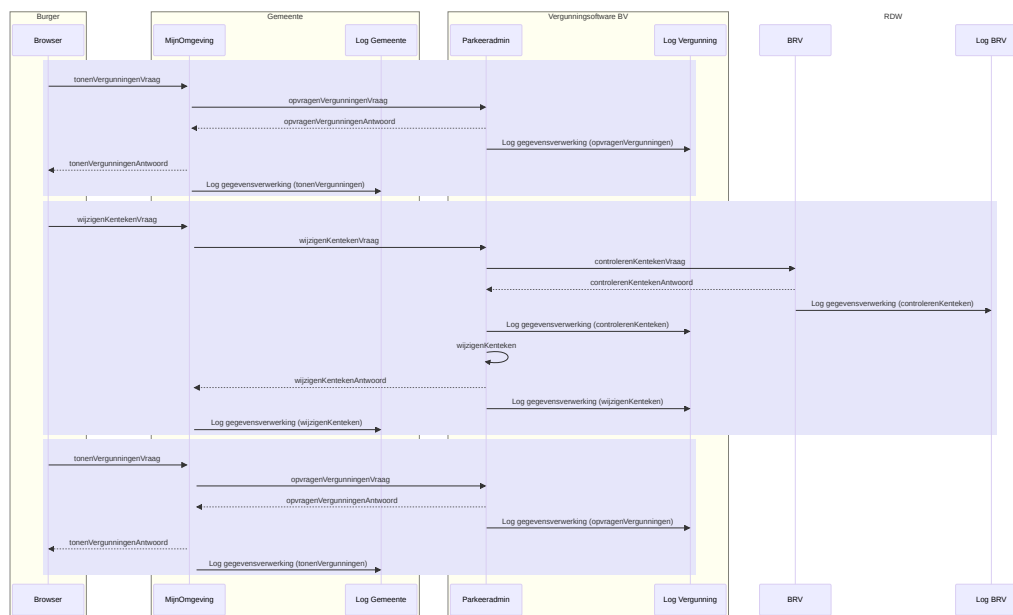 Burger
Gemeente
Vergunningsoftware BV
RDW
Browser
MijnOmgeving
Log Gemeente
Parkeeradmin
Log Vergunning
BRV
Log BRV
tonenVergunningenVraag
opvragenVergunningenVraag
opvragenVergunningenAntwoord
Log gegevensverwerking (opvragenVergunningen)
tonenVergunningenAntwoord
Log gegevensverwerking (tonenVergunningen)
wijzigenKentekenVraag
wijzigenKentekenVraag
controlerenKentekenVraag
controlerenKentekenAntwoord
Log gegevensverwerking (controlerenKenteken)
Log gegevensverwerking (controlerenKenteken)
wijzigenKenteken
wijzigenKentekenAntwoord
Log gegevensverwerking (wijzigenKenteken)
Log gegevensverwerking (wijzigenKenteken)
tonenVergunningenVraag
opvragenVergunningenVraag
opvragenVergunningenAntwoord
Log gegevensverwerking (opvragenVergunningen)
tonenVergunningenAntwoord
Log gegevensverwerking (tonenVergunningen)
Browser
MijnOmgeving
Log Gemeente
Parkeeradmin
Log Vergunning
BRV
Log BRV